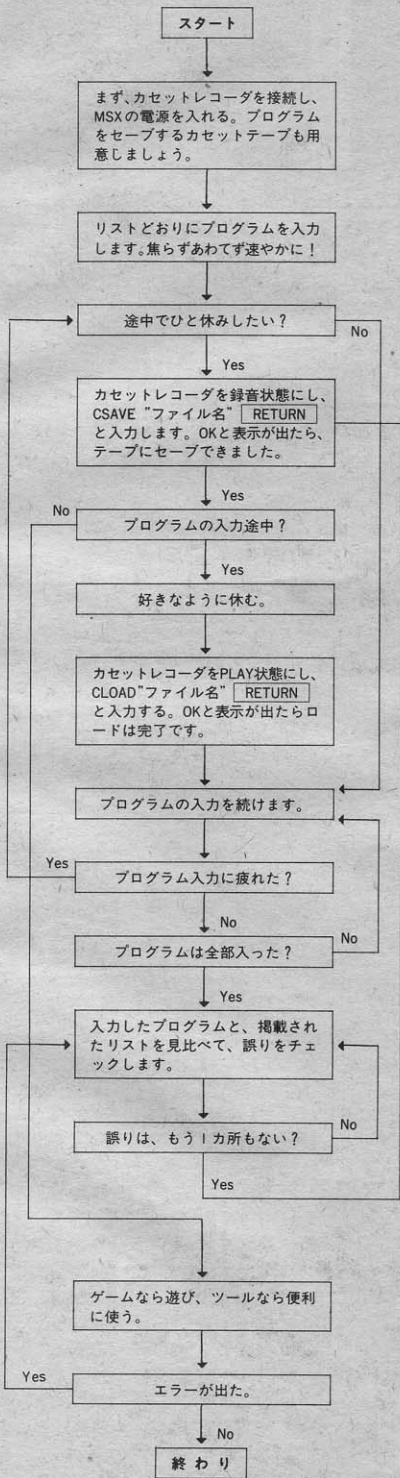 スタート
まず、カセットレコーダを接続し、
MSXの電源を入れる。プログラム
をセーブするカセットテープも用
意しましょう。
リストどおりにプログラムを入力
します。焦らずあわてず速やかに！
途中でひと休みしたい？
No
Yes
カセットレコーダを録音状態にし、
CSAVE "ファイル名" RETURN
と入力します。OKと表示が出たら、
テープにセーブできました。
Yes
No
プログラムの入力途中？
Yes
好きなように休む。
カセットレコーダをPLAY状態にし、
CLOAD"ファイル名" RETURN
と入力する。OKと表示が出たらロ
ードは完了です。
プログラムの入力を続けます。
Yes
プログラム入力に疲れた？
No
プログラムは全部入った？
No
Yes
入力したプログラムと、掲載され
たリストを見比べて、誤りをチェ
ックします。
誤りは、もう1カ所もない？
No
Yes
ゲームなら遊び、ツールなら便利
に使う。
Yes
エラーが出た。
No
終わり